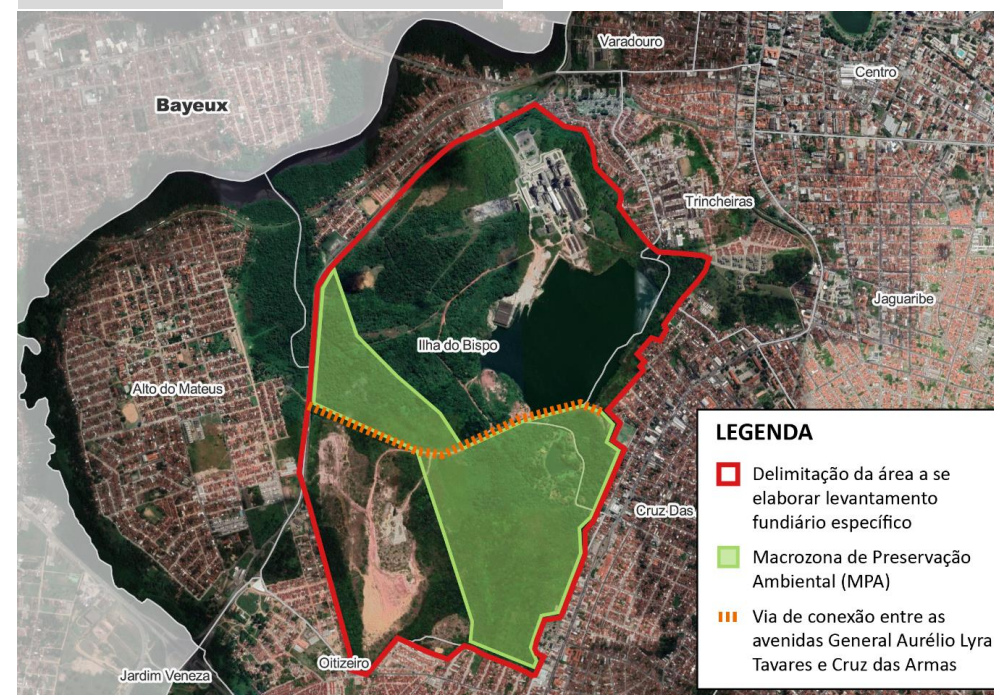 Varadouro
Centro
Bayeux
Trincheiras
Jaguaribe
Ilha do Bispo
Alto do Mateus
Cruz Das
Oitizeiro
Jardim Veneza
LEGENDA
Delimitação da área a se
elaborar levantamento
fundiário específico
Macrozona de Preservação
Ambiental (MPA)
Via de conexão entre as
avenidas General Aurélio Lyra
Tavares e Cruz das Armas